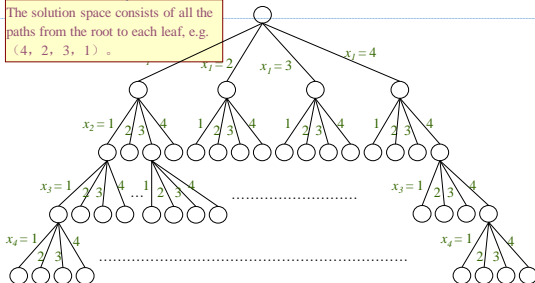 The solution space consists of all the
paths from the root to each leaf, e.g.
（4，2，3，1）。
x1 = 2
x1 = 3
x1 = 4
x2 = 1 2 3 4 1 2 3 4 1 2 3 4 1 2 3 4
x3 = 1 2 3 4 ... 1 2 3 4 .............................. x3 = 1 2 3 4
x4 = 1 2 3 4 .............................. x4 = 1 2 3 4